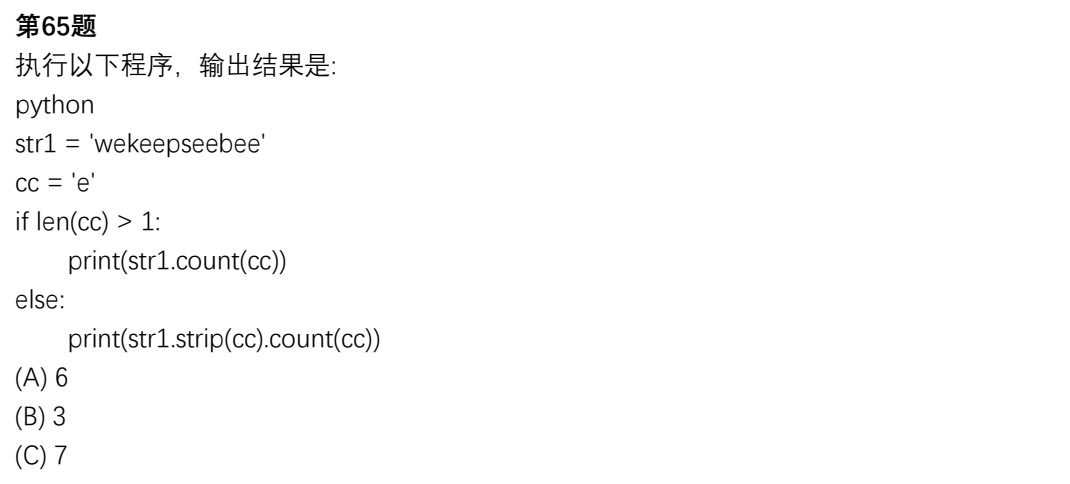 第65题
执行以下程序，输出结果是:
python
str1 = 'wekeepseebee'
cc = 'e'
if len(cc) > 1:
print(str1.count(cc))
else:
print(str1.strip(cc).count(cc))
(A) 6
(B) 3
(C) 7